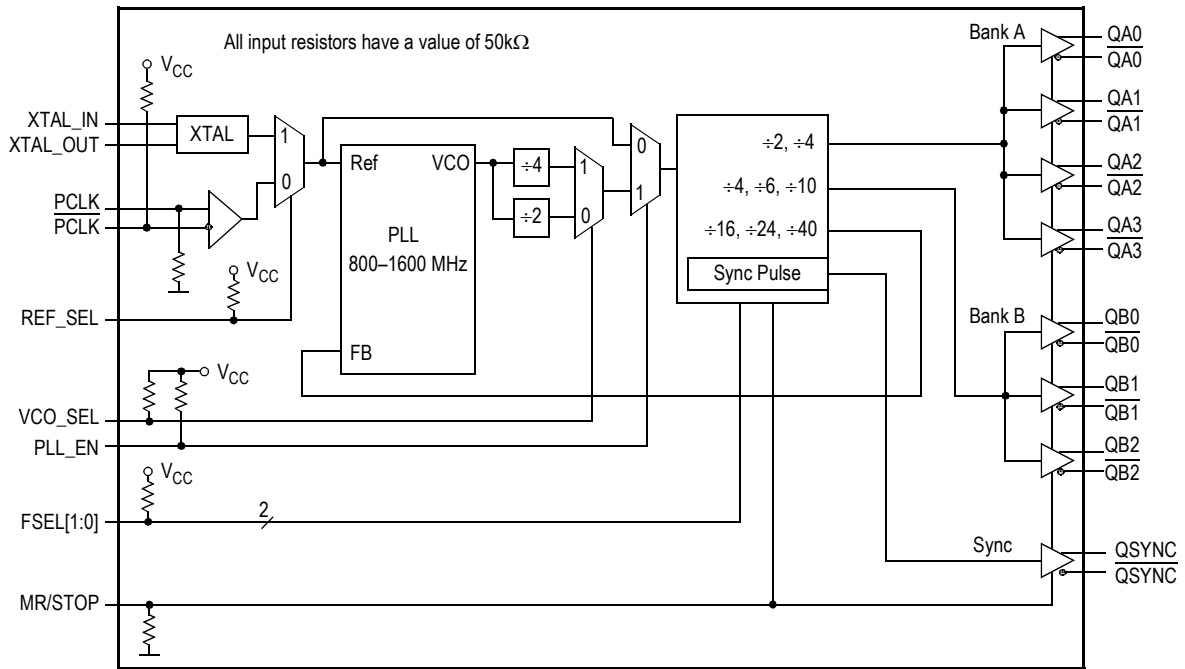 All input resistors have a value of 50kΩ
VCC
XTAL_IN
XTAL_OUT
XTAL
1
0
PCLK
PCLK
VCC
REF_SEL
Ref
VCO
PLL
800–1600 MHz
FB
÷4
÷2
1
0
0
1
÷2, ÷4
÷4, ÷6, ÷10
÷16, ÷24, ÷40
Sync Pulse
VCC
VCO_SEL
PLL_EN
VCC
FSEL[1:0]
2
MR/STOP
Bank A
QA0
QA0
QA1
QA1
QA2
QA2
QA3
QA3
Bank B
QB0
QB0
QB1
QB1
QB2
QB2
Sync
QSYNC
QSYNC